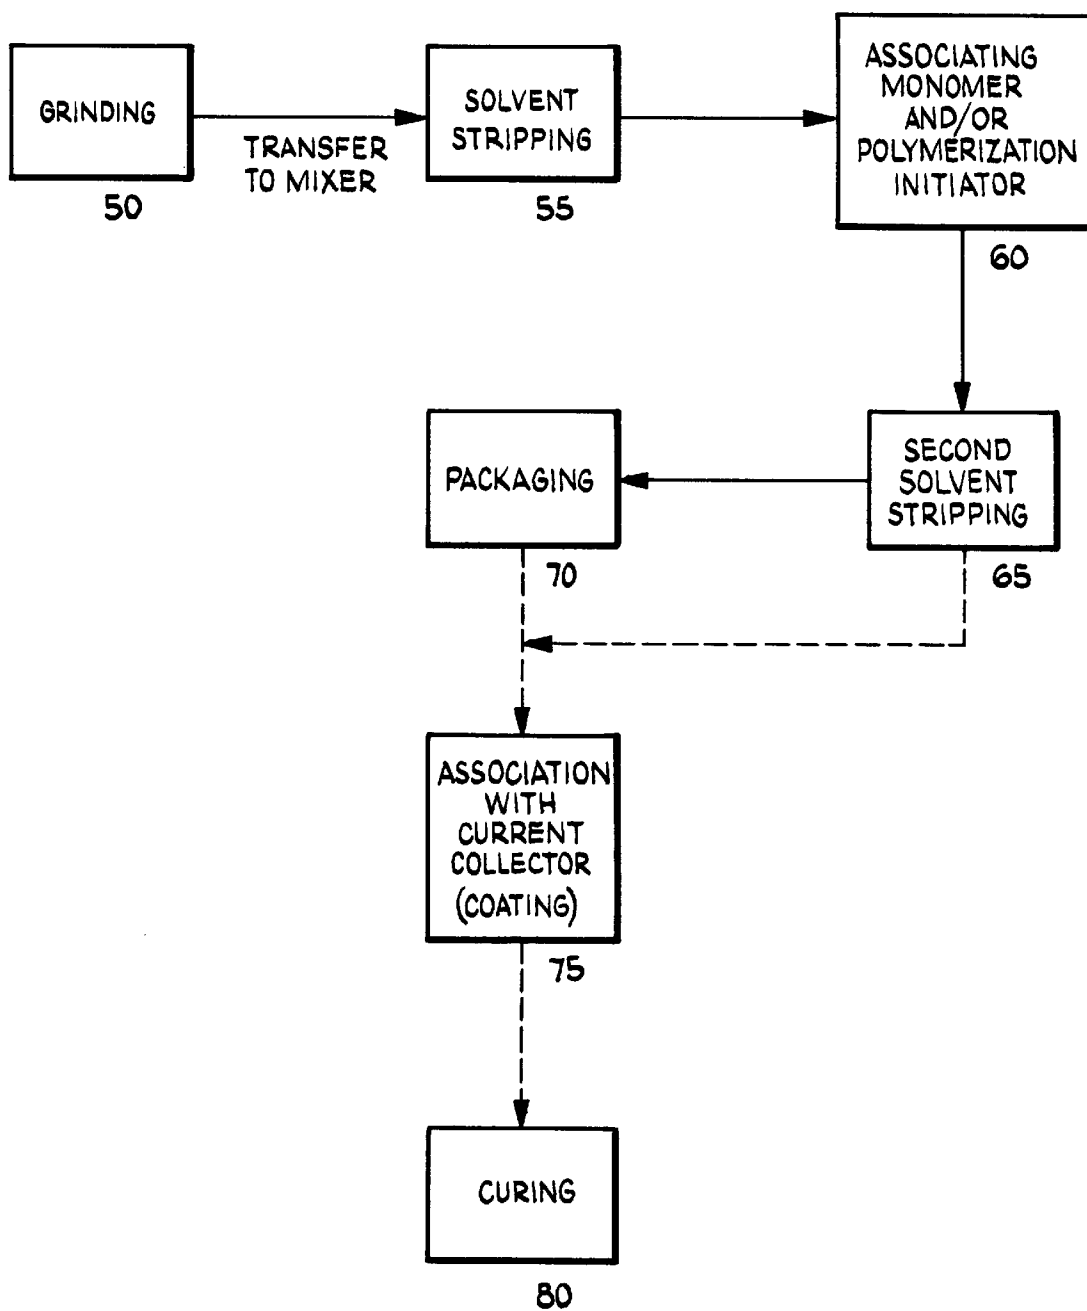 GRINDING
50
TRANSFER
TO MIXER
SOLVENT
STRIPPING
55
ASSOCIATING
MONOMER
AND/OR
POLYMERIZATION
INITIATOR
60
SECOND
SOLVENT
STRIPPING
65
PACKAGING
70
ASSOCIATION
WITH
CURRENT
COLLECTOR
(COATING)
75
CURING
80